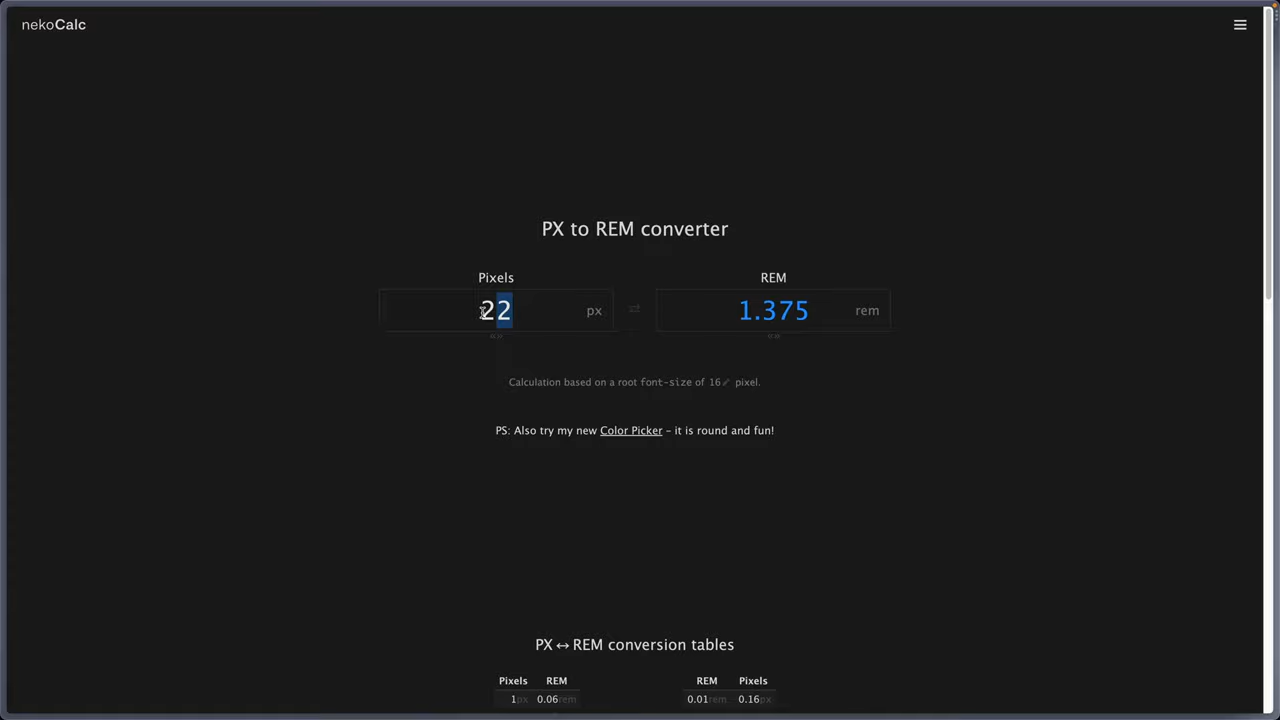 nekoCalc
PX to REM converter
Pixels
REM
22 px
1.375 rem
Calculation based on a root font-size of 16 pixel.
PS: Also try my new Color Picker – it is round and fun!
PX↔REM conversion tables
Pixels REM
REM Pixels
1px 0.06rem
0.01rem 0.16px